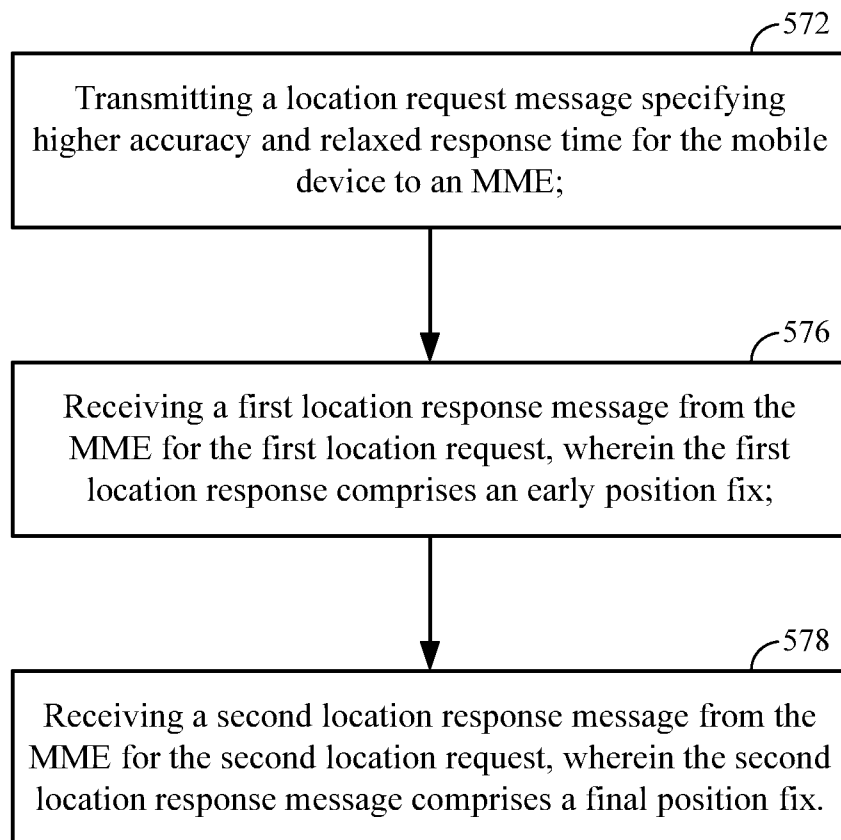 572
Transmitting a location request message specifying
higher accuracy and relaxed response time for the mobile
device to an MME;
576
Receiving a first location response message from the
MME for the first location request, wherein the first
location response comprises an early position fix;
578
Receiving a second location response message from the
MME for the second location request, wherein the second
location response message comprises a final position fix.